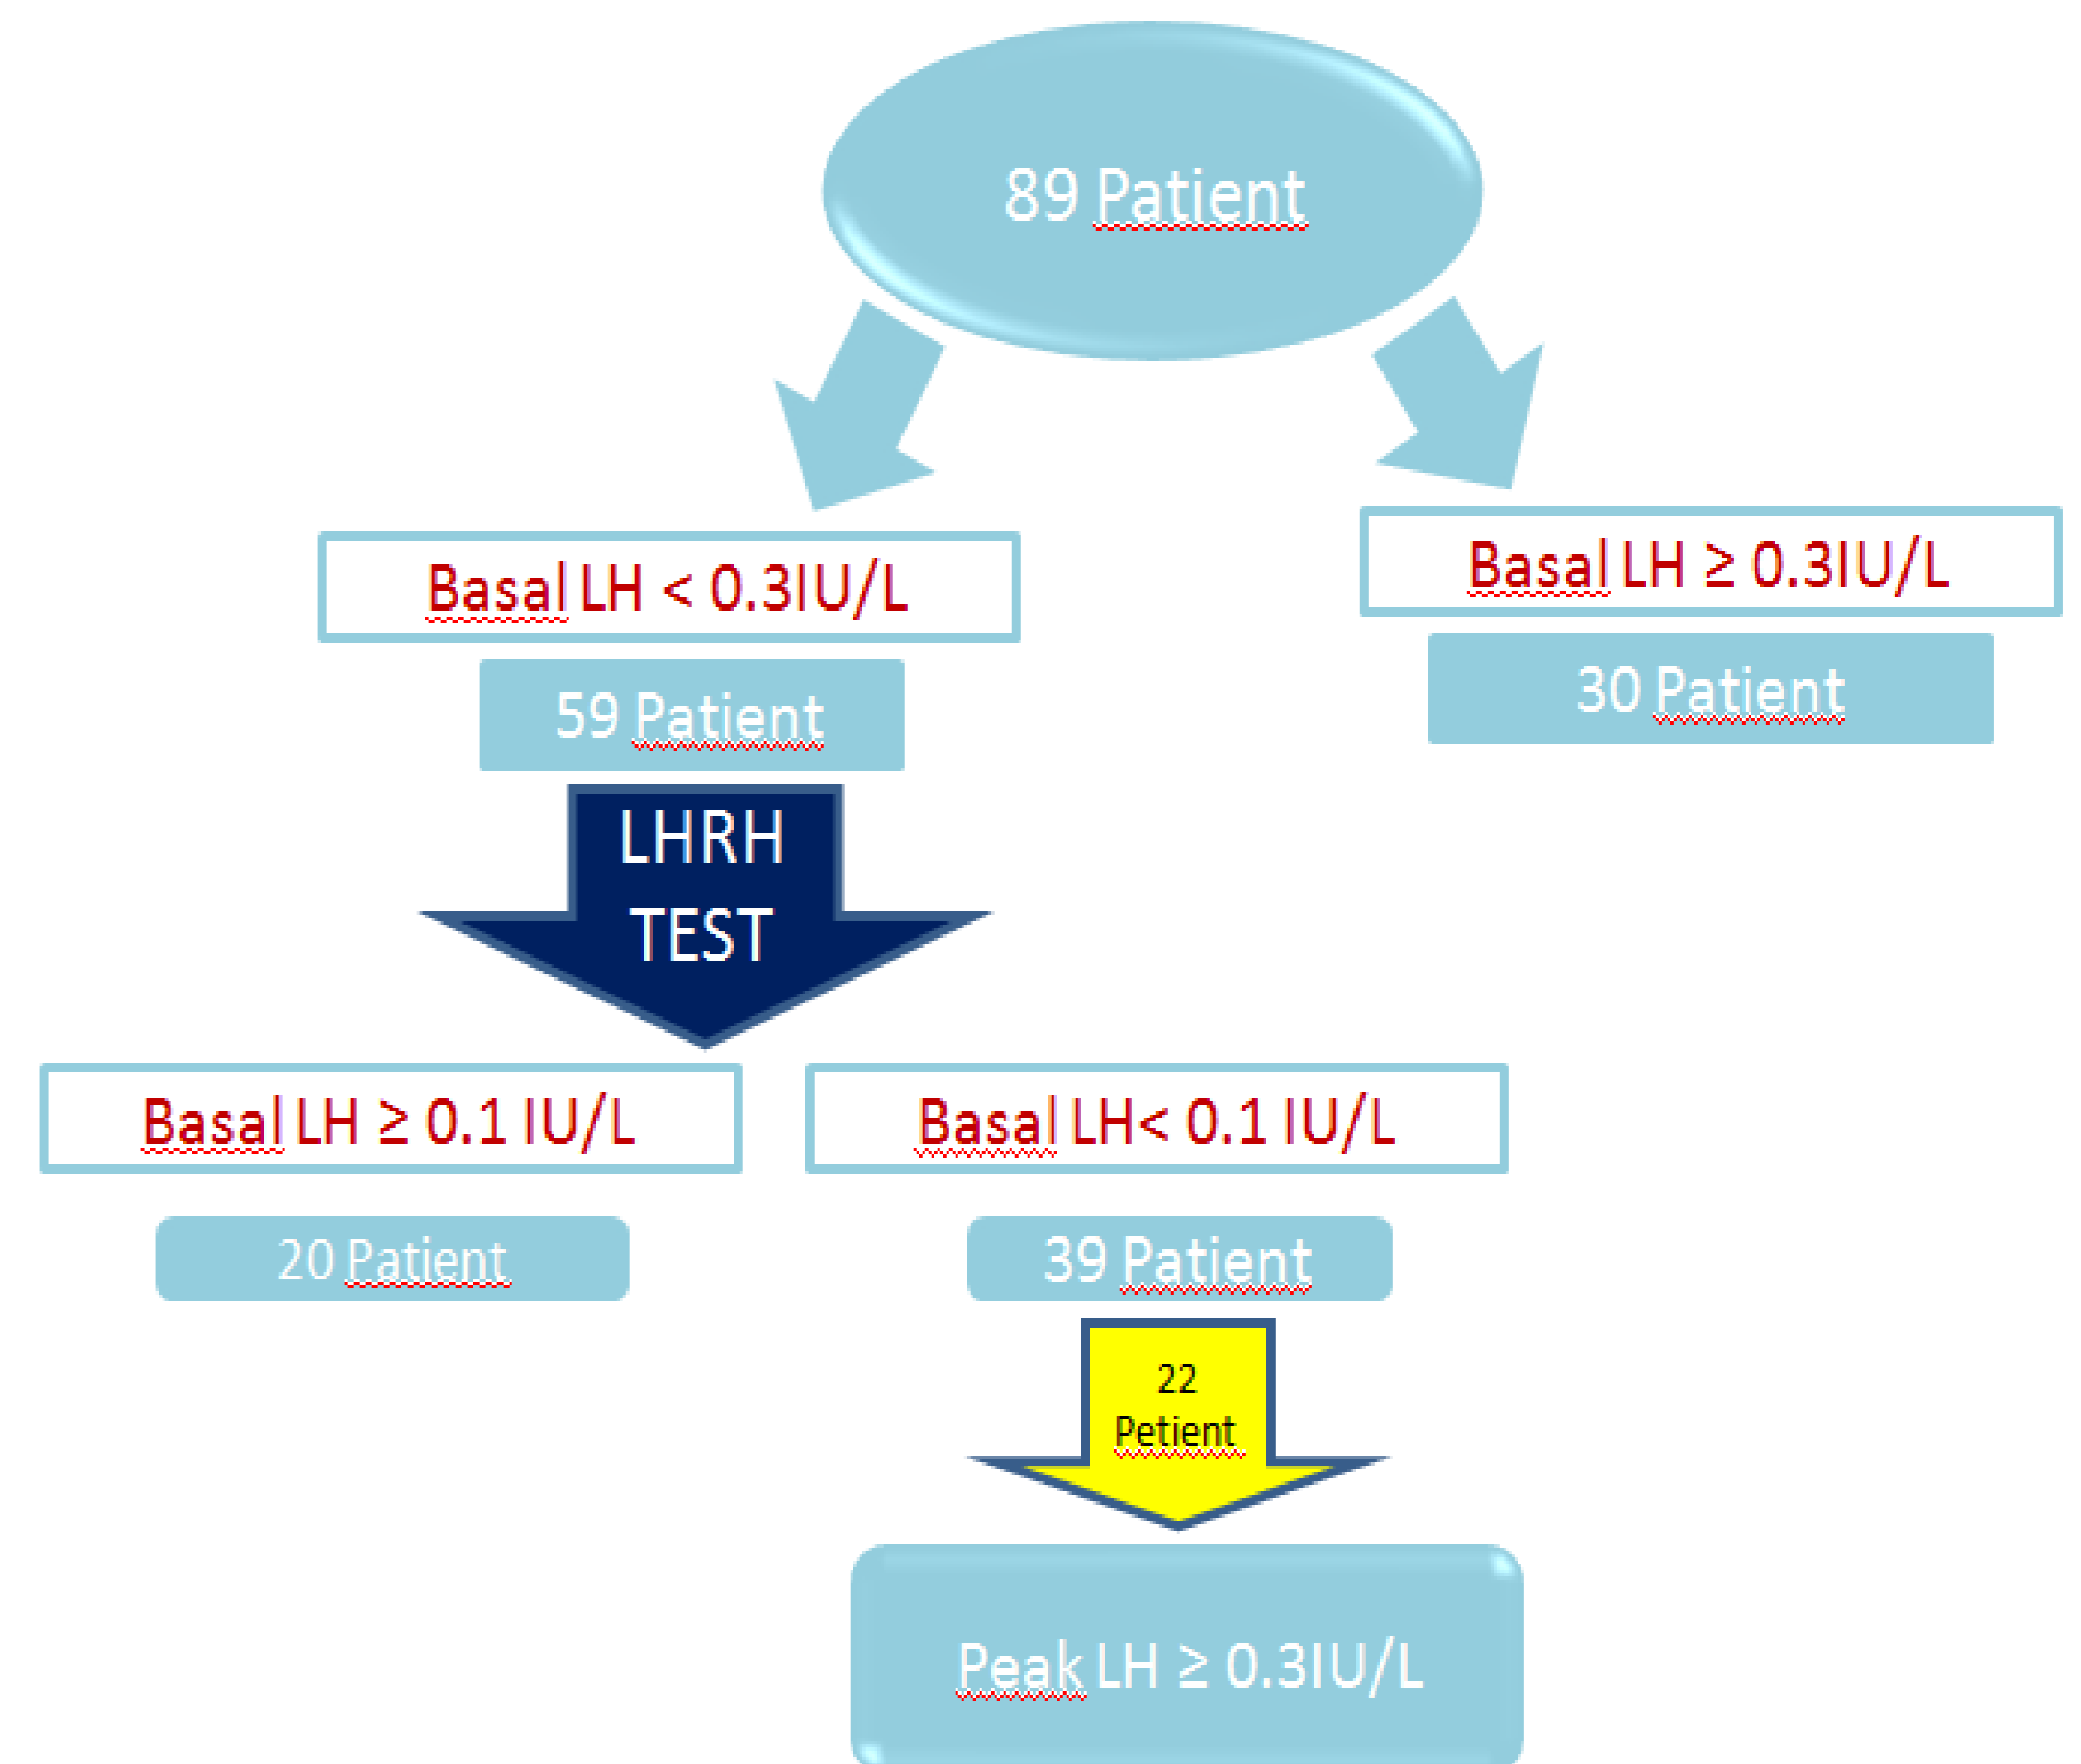 89 Patient
Basal LH < 0.3IU/L
Basal LH ≥ 0.3IU/L
59 Patient
30 Patient
LHRH
TEST
Basal LH ≥ 0.1 IU/L
Basal LH< 0.1 IU/L
20 Patient
39 Patient
22
Petient
Peak LH ≥ 0.3IU/L